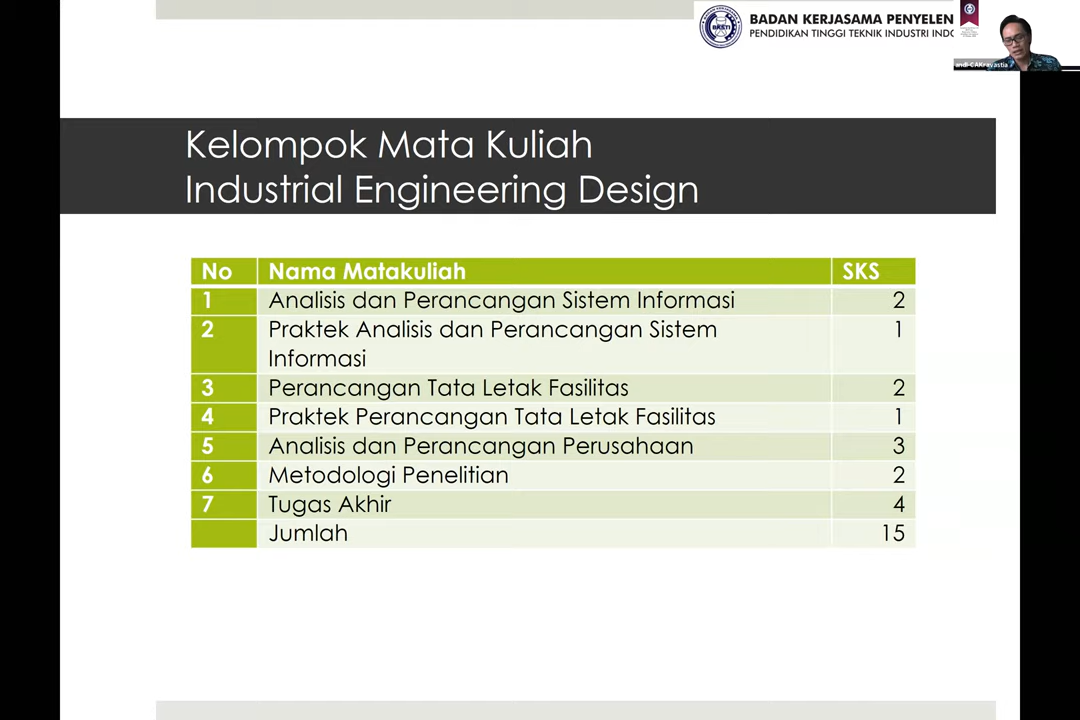 BADAN KERJASAMA PENYELEN
PENDIDIKAN TINGGI TEKNIK INDUSTRI INDO
andi-CAKravastia
Kelompok Mata Kuliah
Industrial Engineering Design
No Nama Matakuliah SKS
1 Analisis dan Perancangan Sistem Informasi 2
2 Praktek Analisis dan Perancangan Sistem 1
Informasi
3 Perancangan Tata Letak Fasilitas 2
4 Praktek Perancangan Tata Letak Fasilitas 1
5 Analisis dan Perancangan Perusahaan 3
6 Metodologi Penelitian 2
7 Tugas Akhir 4
Jumlah 15